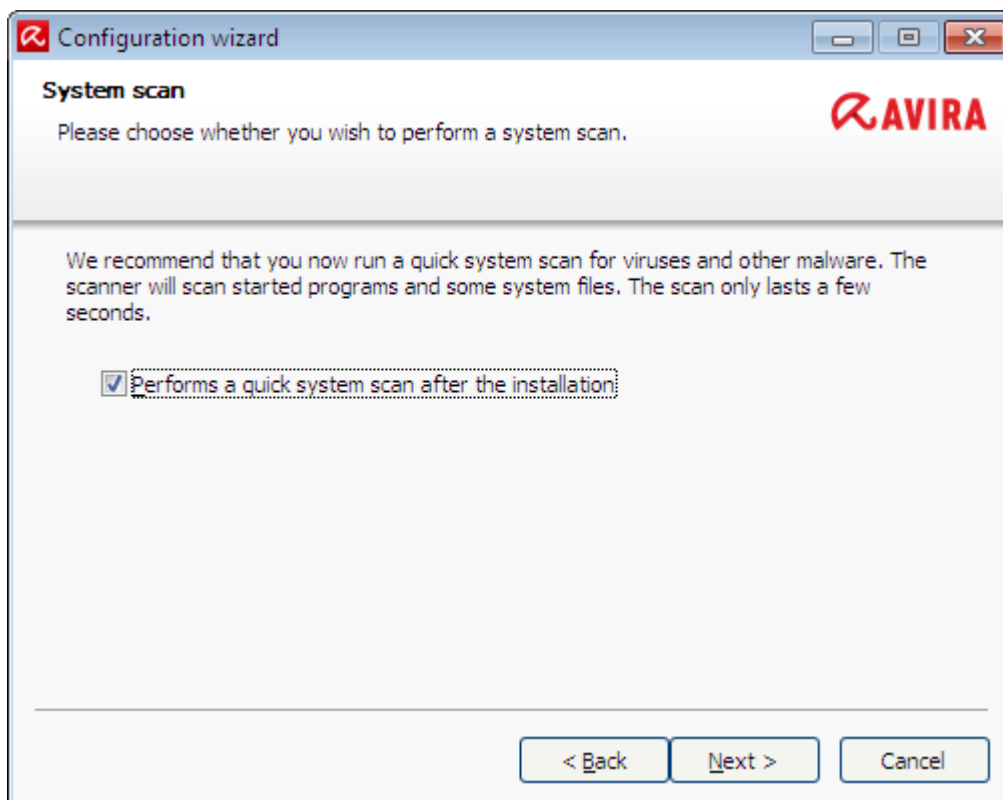 Configuration wizard
System scan
Please choose whether you wish to perform a system scan.
AVIRA
We recommend that you now run a quick system scan for viruses and other malware. The
scanner will scan started programs and some system files. The scan only lasts a few
seconds.
Performs a quick system scan after the installation
< Back
Next >
Cancel